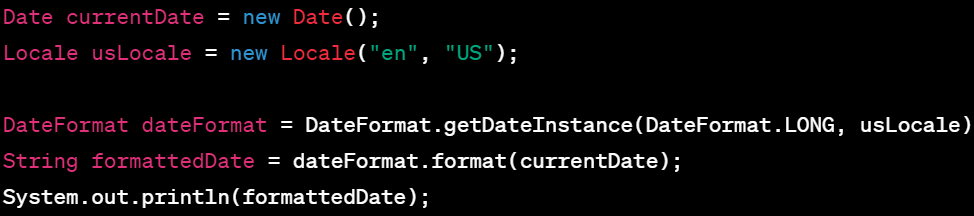 Date currentDate = new Date();
Locale usLocale = new Locale("en", "US");
DateFormat dateFormat = DateFormat.getDateInstance(DateFormat.LONG, usLocale)
String formattedDate = dateFormat.format(currentDate);
System.out.println(formattedDate);